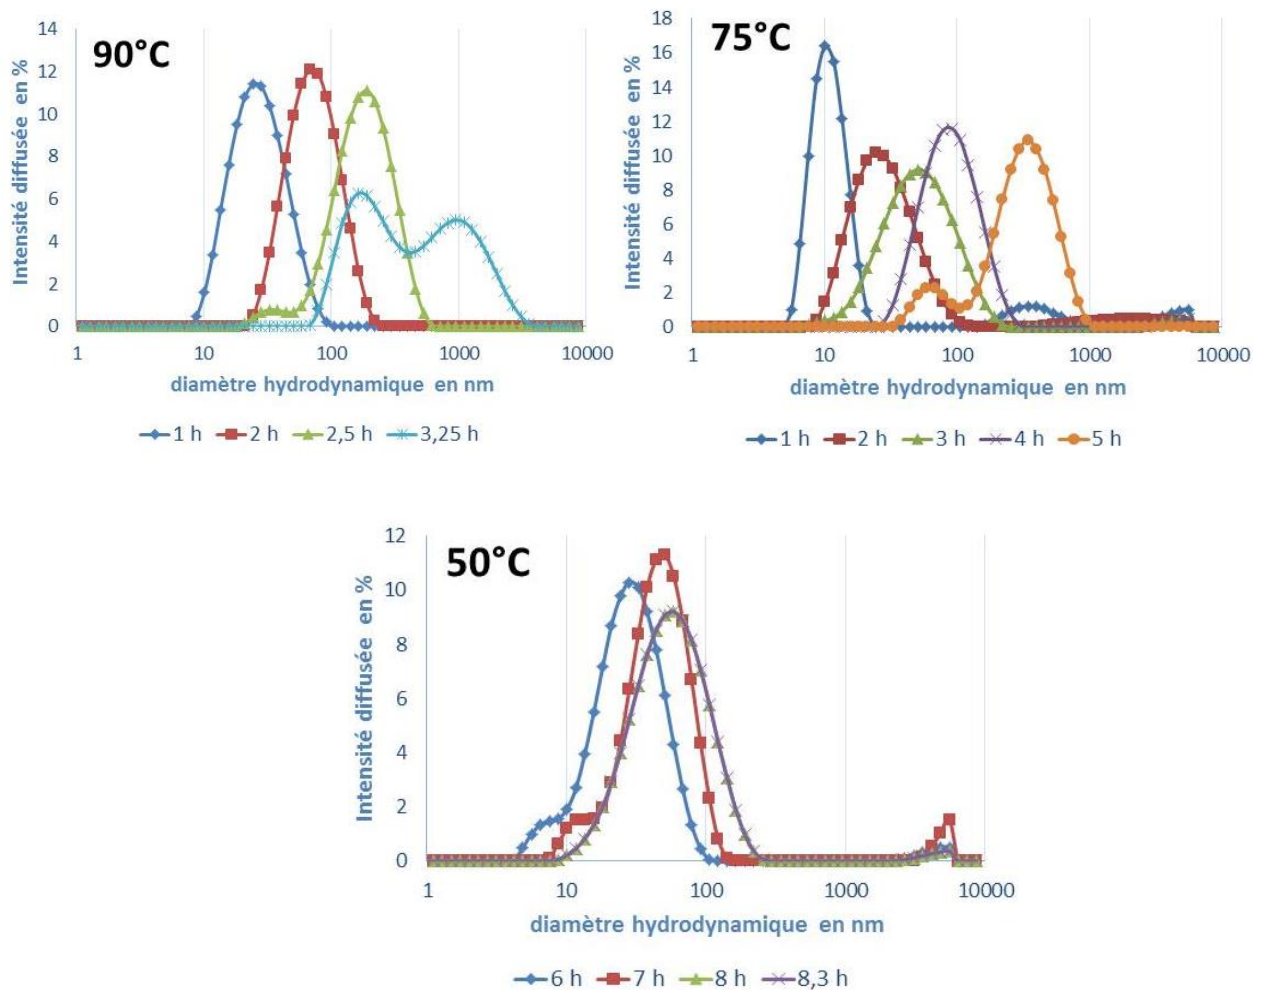 90°C
Intensité diffusée en %
14
12
10
8
6
4
2
0
1 10 100 1000 10000
diamètre hydrodynamique en nm
1 h 2 h 2,5 h 3,25 h
75°C
Intensité diffusée en %
18
16
14
12
10
8
6
4
2
0
1 10 100 1000 10000
diamètre hydrodynamique en nm
1 h 2 h 3 h 4 h 5 h
50°C
Intensité diffusée en %
12
10
8
6
4
2
0
1 10 100 1000 10000
diamètre hydrodynamique en nm
6 h 7 h 8 h 8,3 h